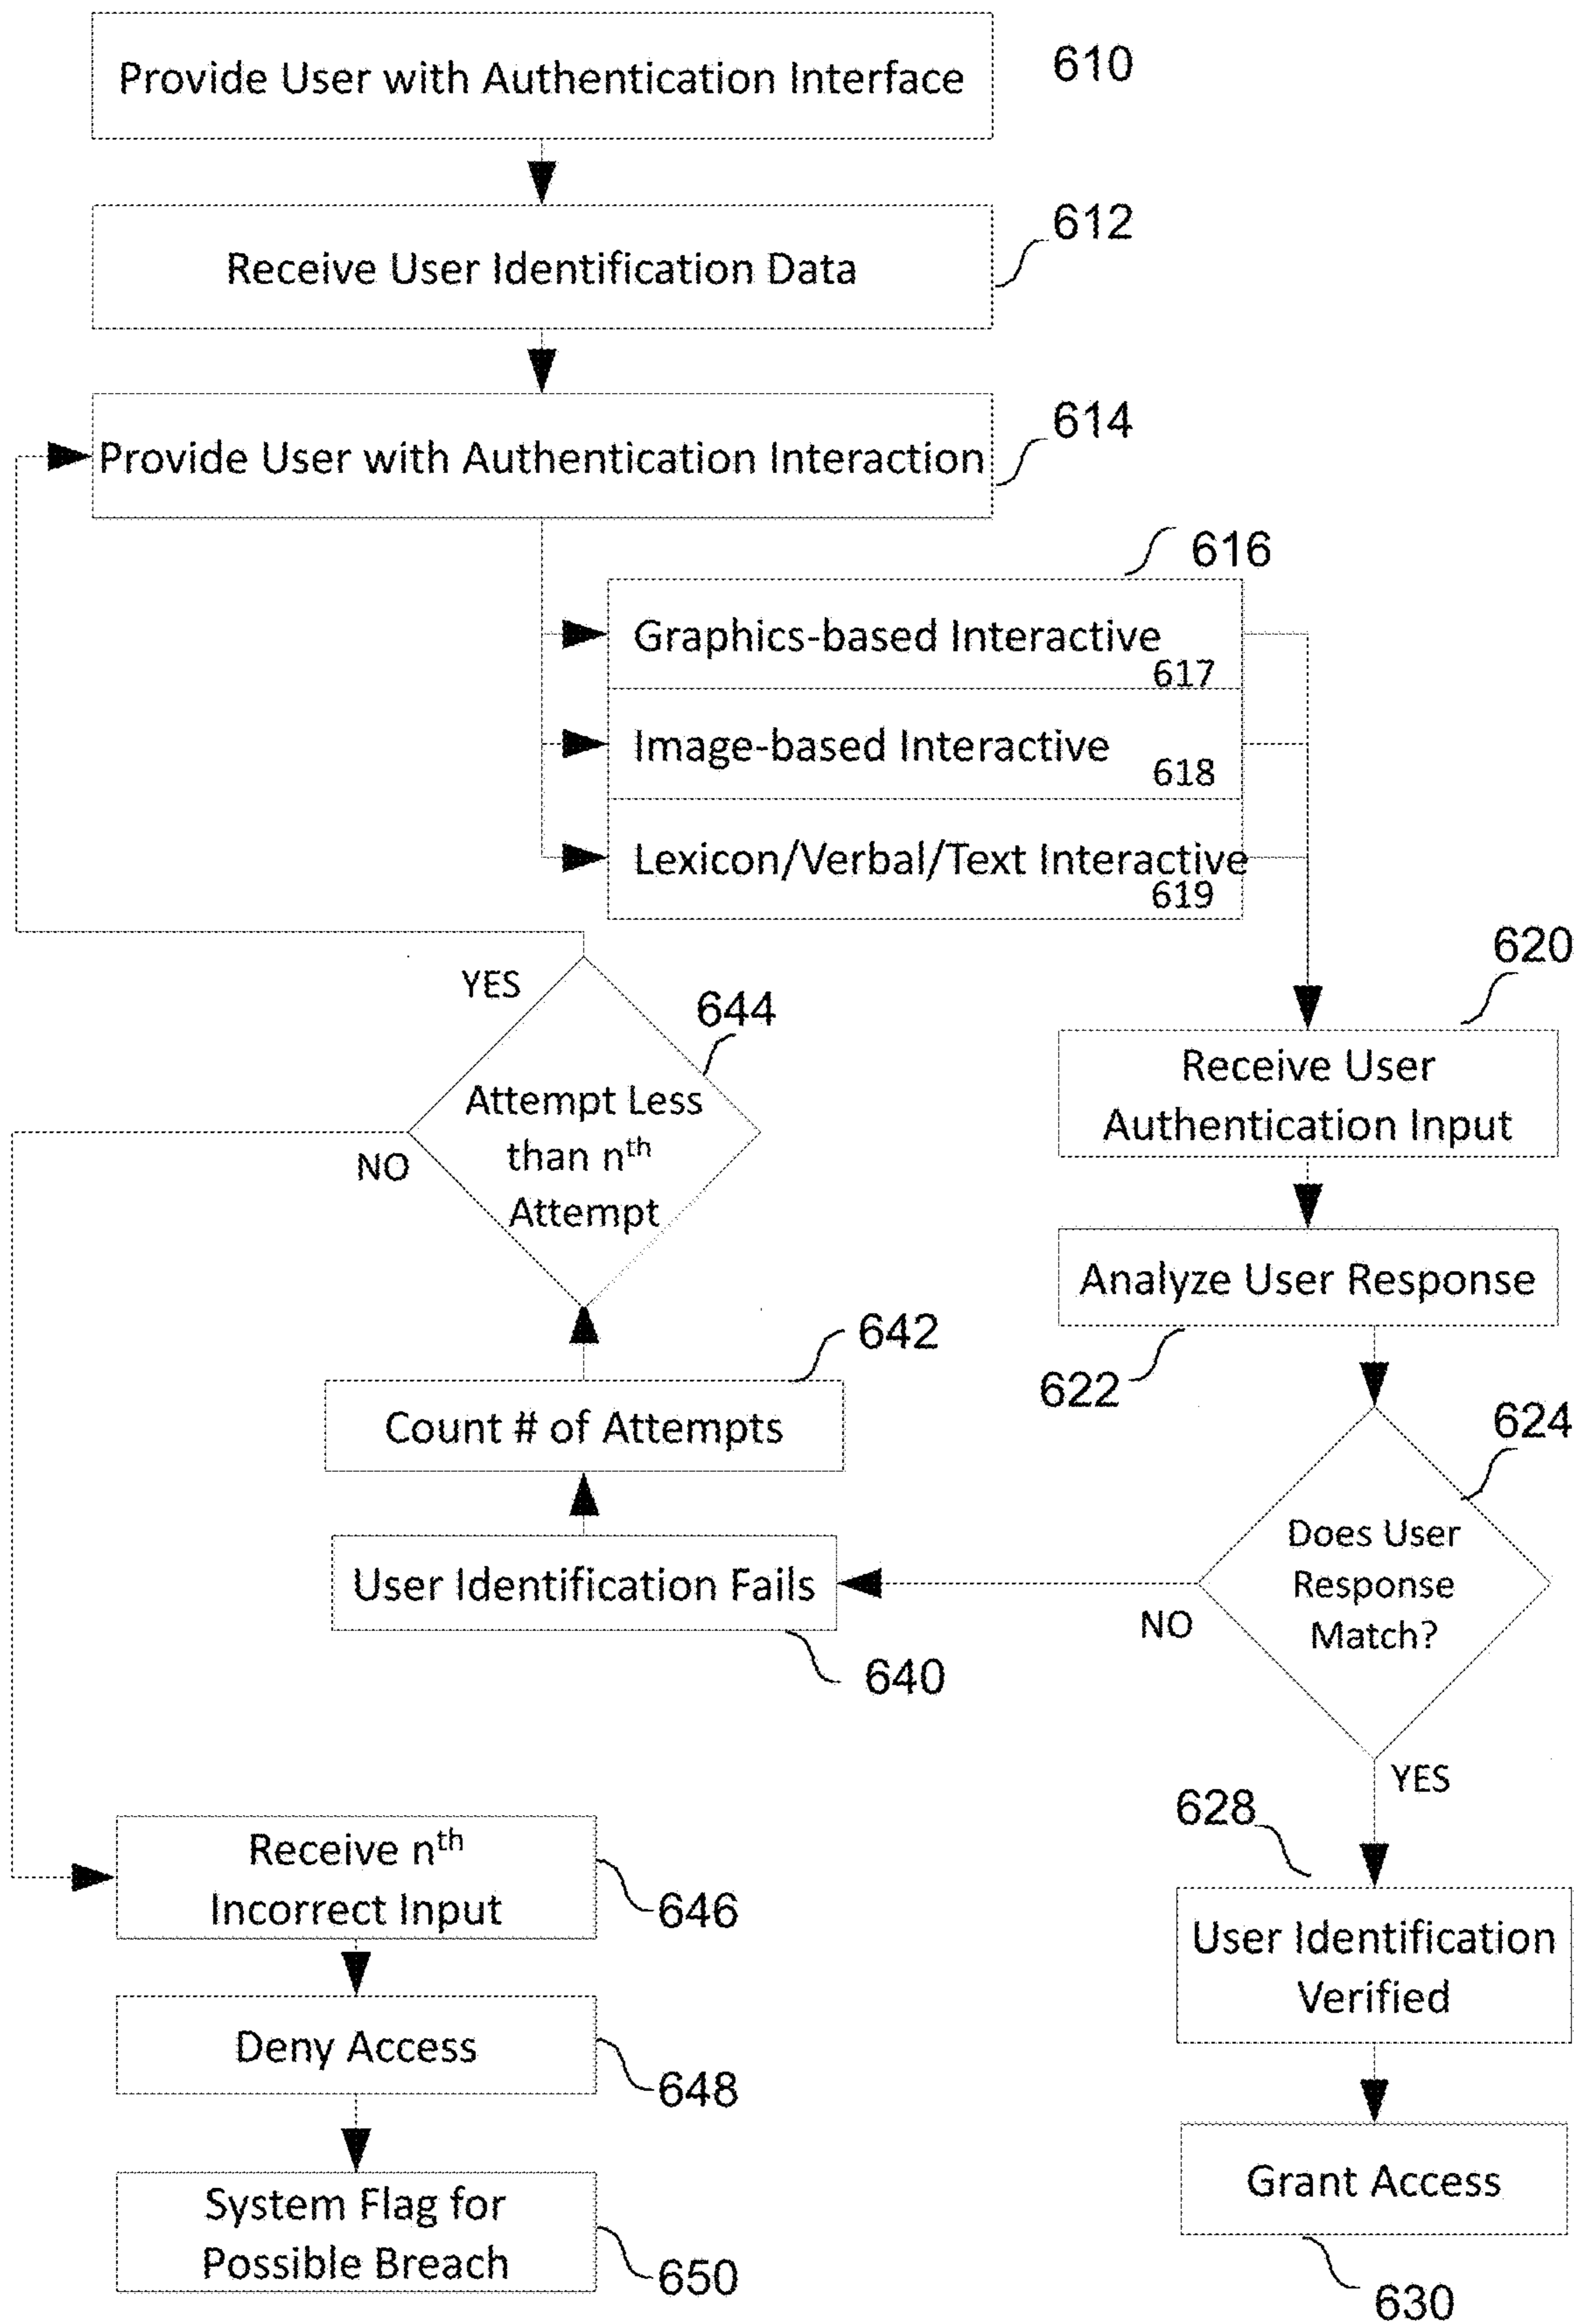 Provide User with Authentication Interface
610
Receive User Identification Data
612
Provide User with Authentication Interaction
614
616
Graphics-based Interactive
617
Image-based Interactive
618
Lexicon/Verbal/Text Interactive
619
620
Receive User
Authentication Input
Analyze User Response
622
624
Does User
Response
Match?
NO
YES
628
User Identification
Verified
Grant Access
630
User Identification Fails
640
642
Count # of Attempts
644
YES
Attempt Less
than nth
Attempt
NO
Receive nth
Incorrect Input
646
Deny Access
648
System Flag for
Possible Breach
650